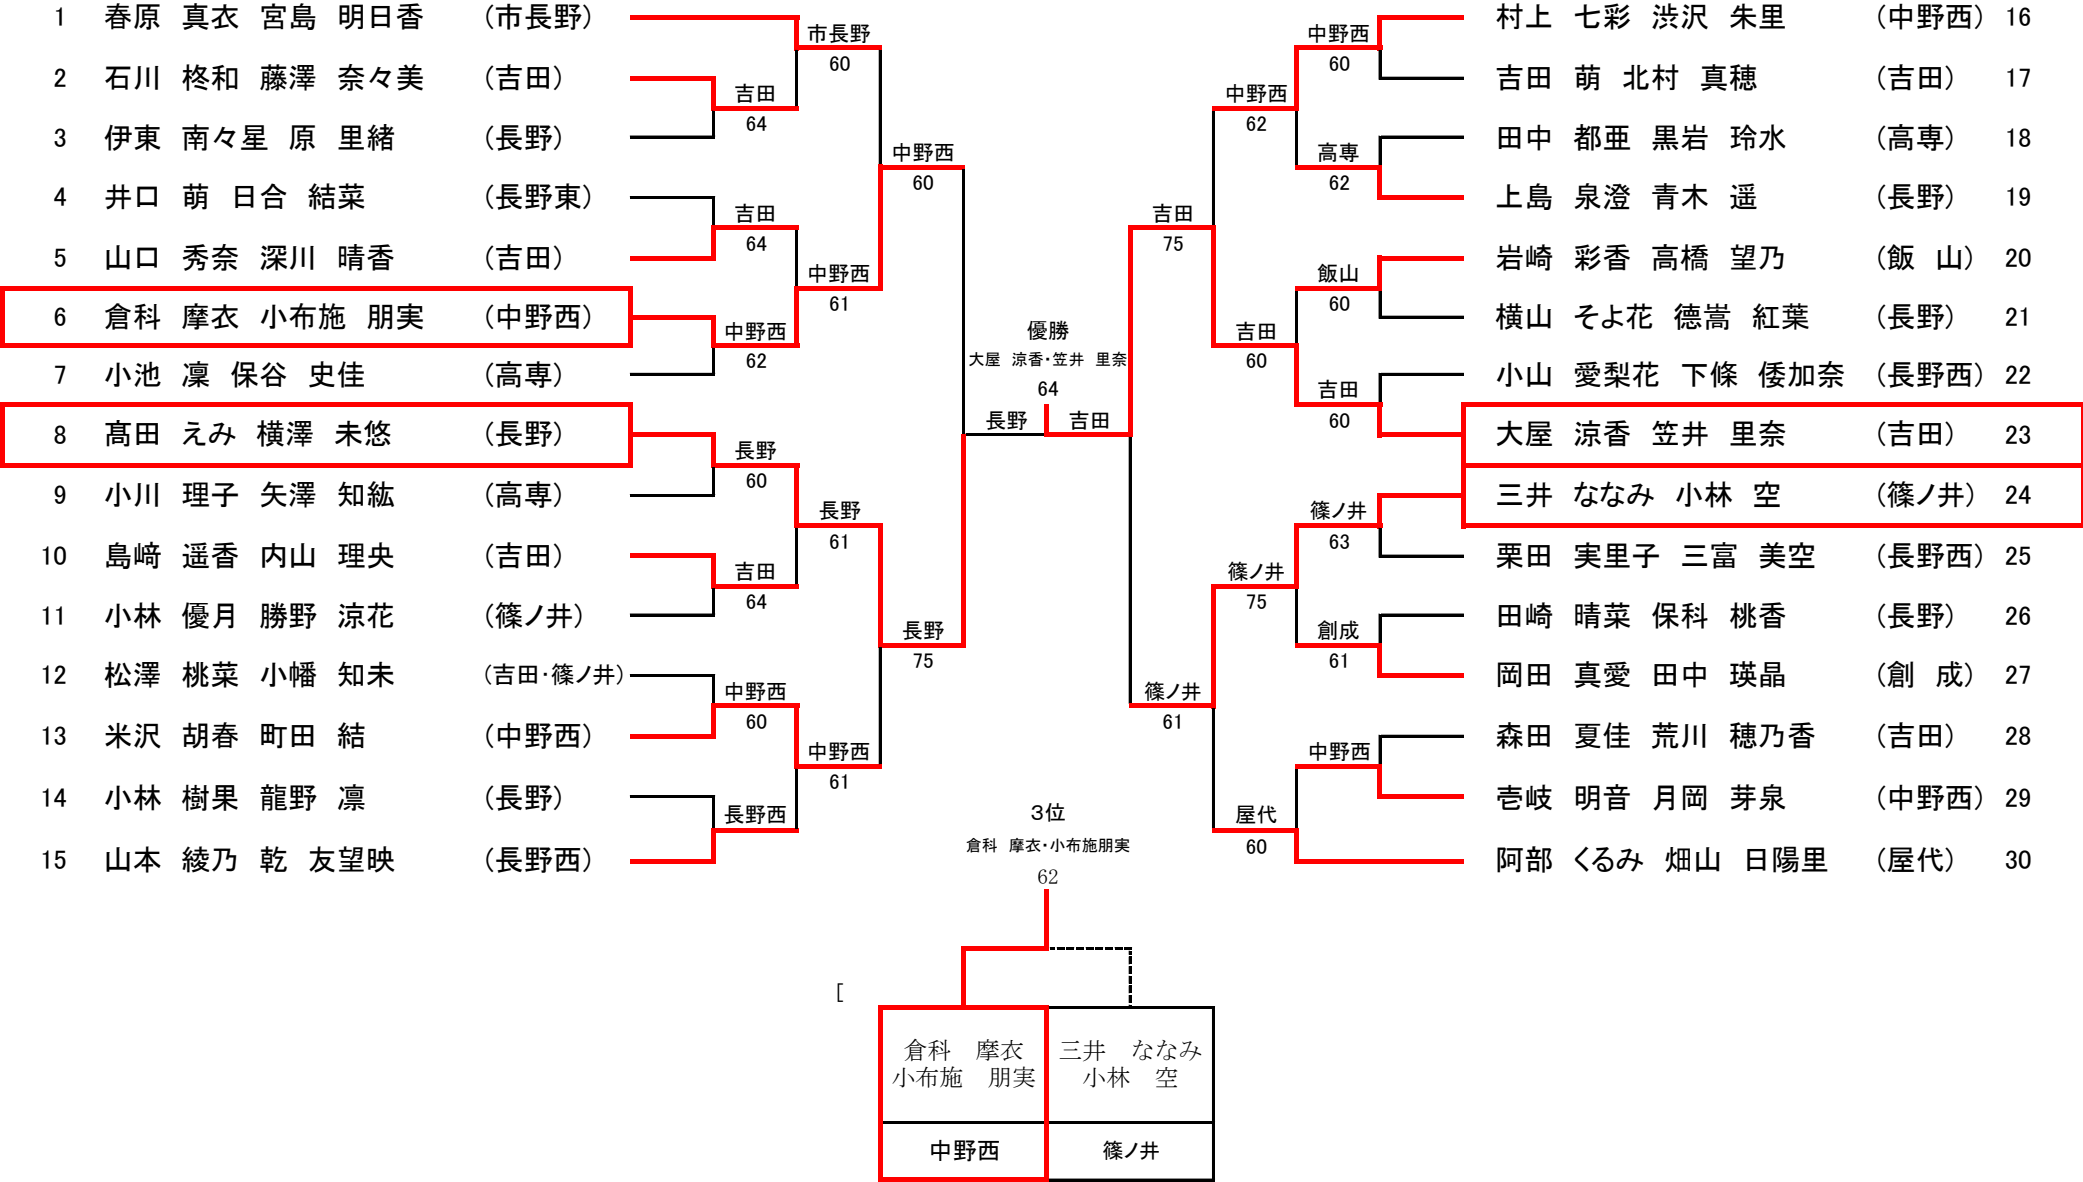 1 春原 真衣 宮島 明日香 (市長野)
2 石川 柊和 藤澤 奈々美 (吉田)
3 伊東 南々星 原 里緒 (長野)
4 井口 萌 日合 結菜 (長野東)
5 山口 秀奈 深川 晴香 (吉田)
6 倉科 摩衣 小布施 朋実 (中野西)
7 小池 凜 保谷 史佳 (高専)
8 髙田 えみ 横澤 未悠 (長野)
9 小川 理子 矢澤 知紘 (高専)
10 島﨑 遥香 内山 理央 (吉田)
11 小林 優月 勝野 涼花 (篠ノ井)
12 松澤 桃菜 小幡 知未 (吉田・篠ノ井)
13 米沢 胡春 町田 結 (中野西)
14 小林 樹果 龍野 凛 (長野)
15 山本 綾乃 乾 友望映 (長野西)
吉田
64
吉田
64
中野西
62
長野
60
吉田
64
中野西
60
長野西
市長野
60
中野西
61
長野
61
中野西
61
中野西
60
長野
75
優勝
大屋 涼香・笠井 里奈
64
長野 吉田
吉田
75
篠ノ井
61
中野西
62
吉田
60
篠ノ井
75
屋代
60
中野西
60
高専
62
飯山
60
吉田
60
篠ノ井
63
創成
61
中野西
村上 七彩 渋沢 朱里 (中野西) 16
吉田 萌 北村 真穂 (吉田) 17
田中 都亜 黒岩 玲水 (高専) 18
上島 泉澄 青木 遥 (長野) 19
岩崎 彩香 高橋 望乃 (飯 山) 20
横山 そよ花 德嵩 紅葉 (長野) 21
小山 愛梨花 下條 倭加奈 (長野西) 22
大屋 涼香 笠井 里奈 (吉田) 23
三井 ななみ 小林 空 (篠ノ井) 24
栗田 実里子 三富 美空 (長野西) 25
田崎 晴菜 保科 桃香 (長野) 26
岡田 真愛 田中 瑛晶 (創 成) 27
森田 夏佳 荒川 穂乃香 (吉田) 28
壱岐 明音 月岡 芽泉 (中野西) 29
阿部 くるみ 畑山 日陽里 (屋代) 30
3位
倉科 摩衣・小布施朋実
62
[
倉科 摩衣
小布施 朋実
中野西
三井 ななみ
小林 空
篠ノ井